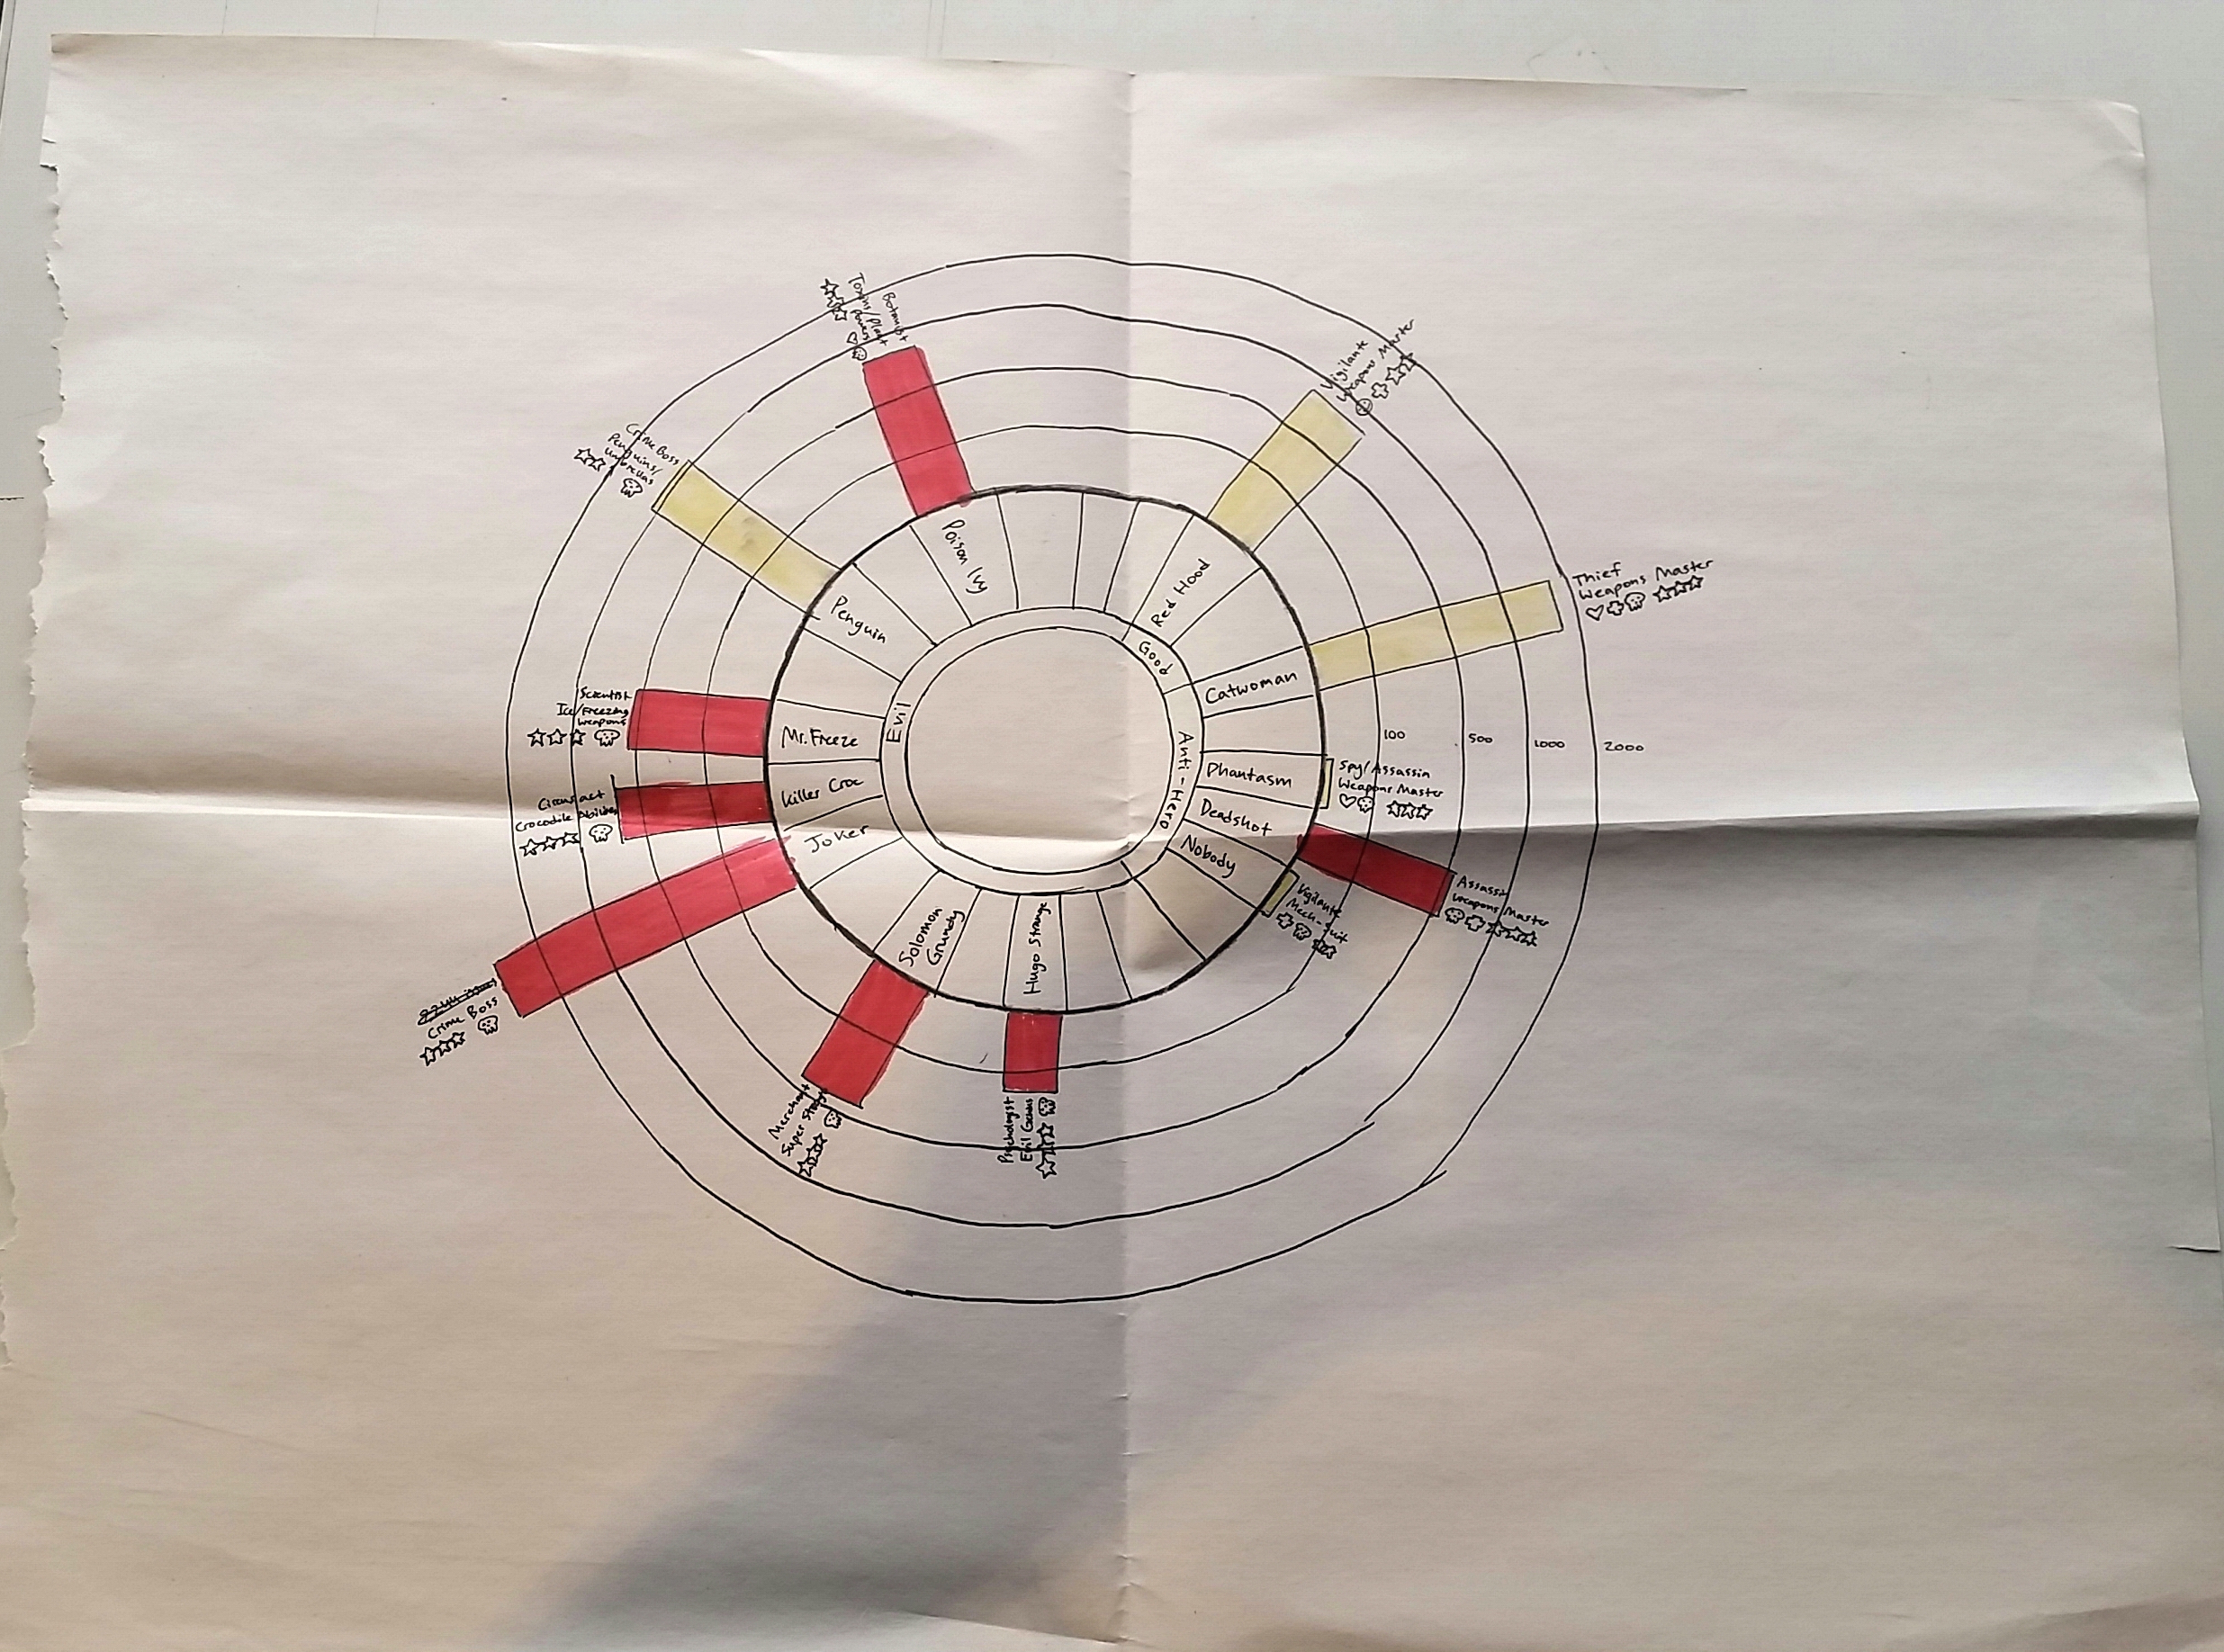 Botanist
Toxins/Plant
Powers
Poison Ivy
Vigilante
Weapons Master
Red Hood
Thief
Weapons Master
Catwoman
100
500
1000
2000
Spy/Assassin
Weapons Master
Phantasm
Assassin
Weapons Master
Deadshot
Vigilante
Mech-Suit
Nobody
Psychologist
Evil Genius
Hugo Strange
Merchant
Super Strength
Solomon
Grundy
Crime Boss
Joker
Circus act
Crocodile Abilities
Killer Croc
Scientist
Ice/Freezing
Weapons
Mr. Freeze
Crime Boss
Penguins/
Umbrellas
Penguin
Good
Anti-Hero
Evil